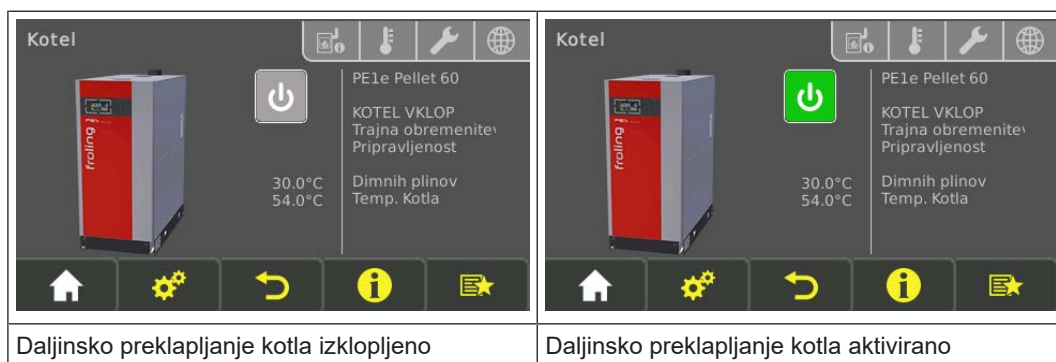 Kotel
PE1e Pellet 60
KOTEL VKLOP
Trajna obremenitev
Pripravljenost
30.0°C Dimnih plinov
54.0°C Temp. Kotla
froling
Daljinsko preklapljanje kotla izklopljeno
Kotel
PE1e Pellet 60
KOTEL VKLOP
Trajna obremenitev
Pripravljenost
30.0°C Dimnih plinov
54.0°C Temp. Kotla
froling
Daljinsko preklapljanje kotla aktivirano